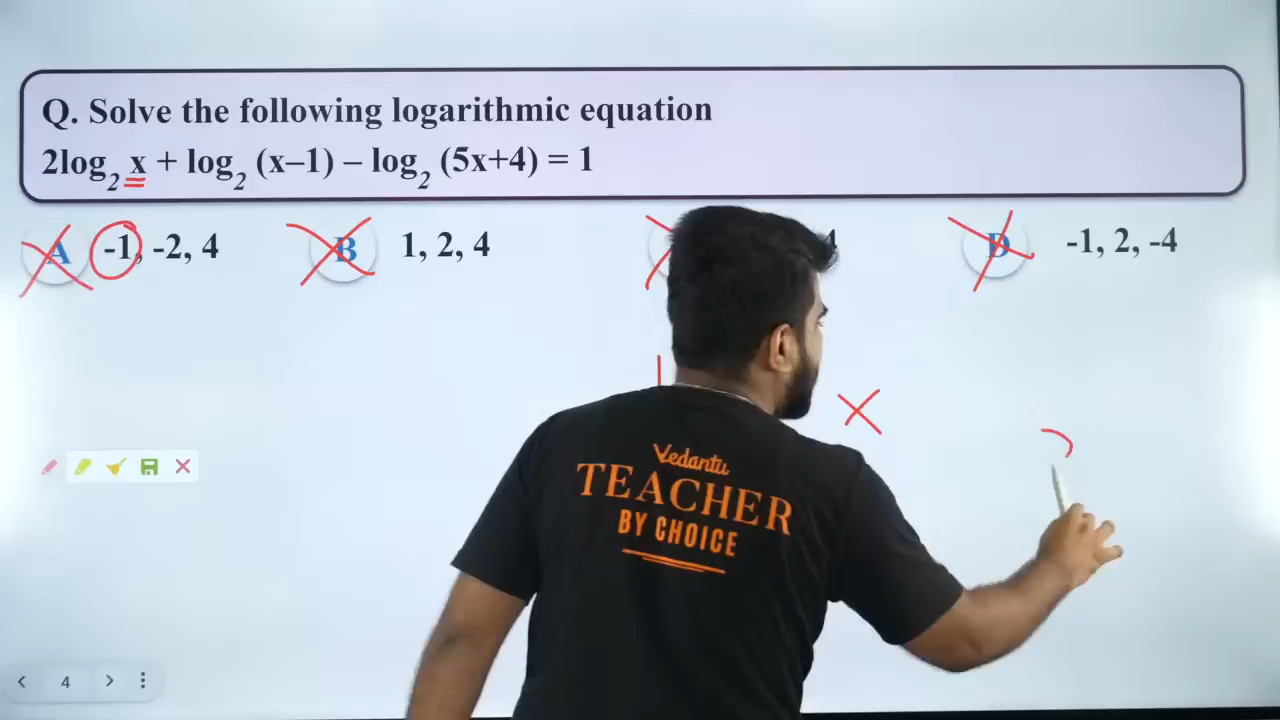 Q. Solve the following logarithmic equation
2log₂ x + log₂ (x–1) – log₂ (5x+4) = 1
A -1, -2, 4
B 1, 2, 4
4
D -1, 2, -4
Vedantu
TEACHER
BY CHOICE
4